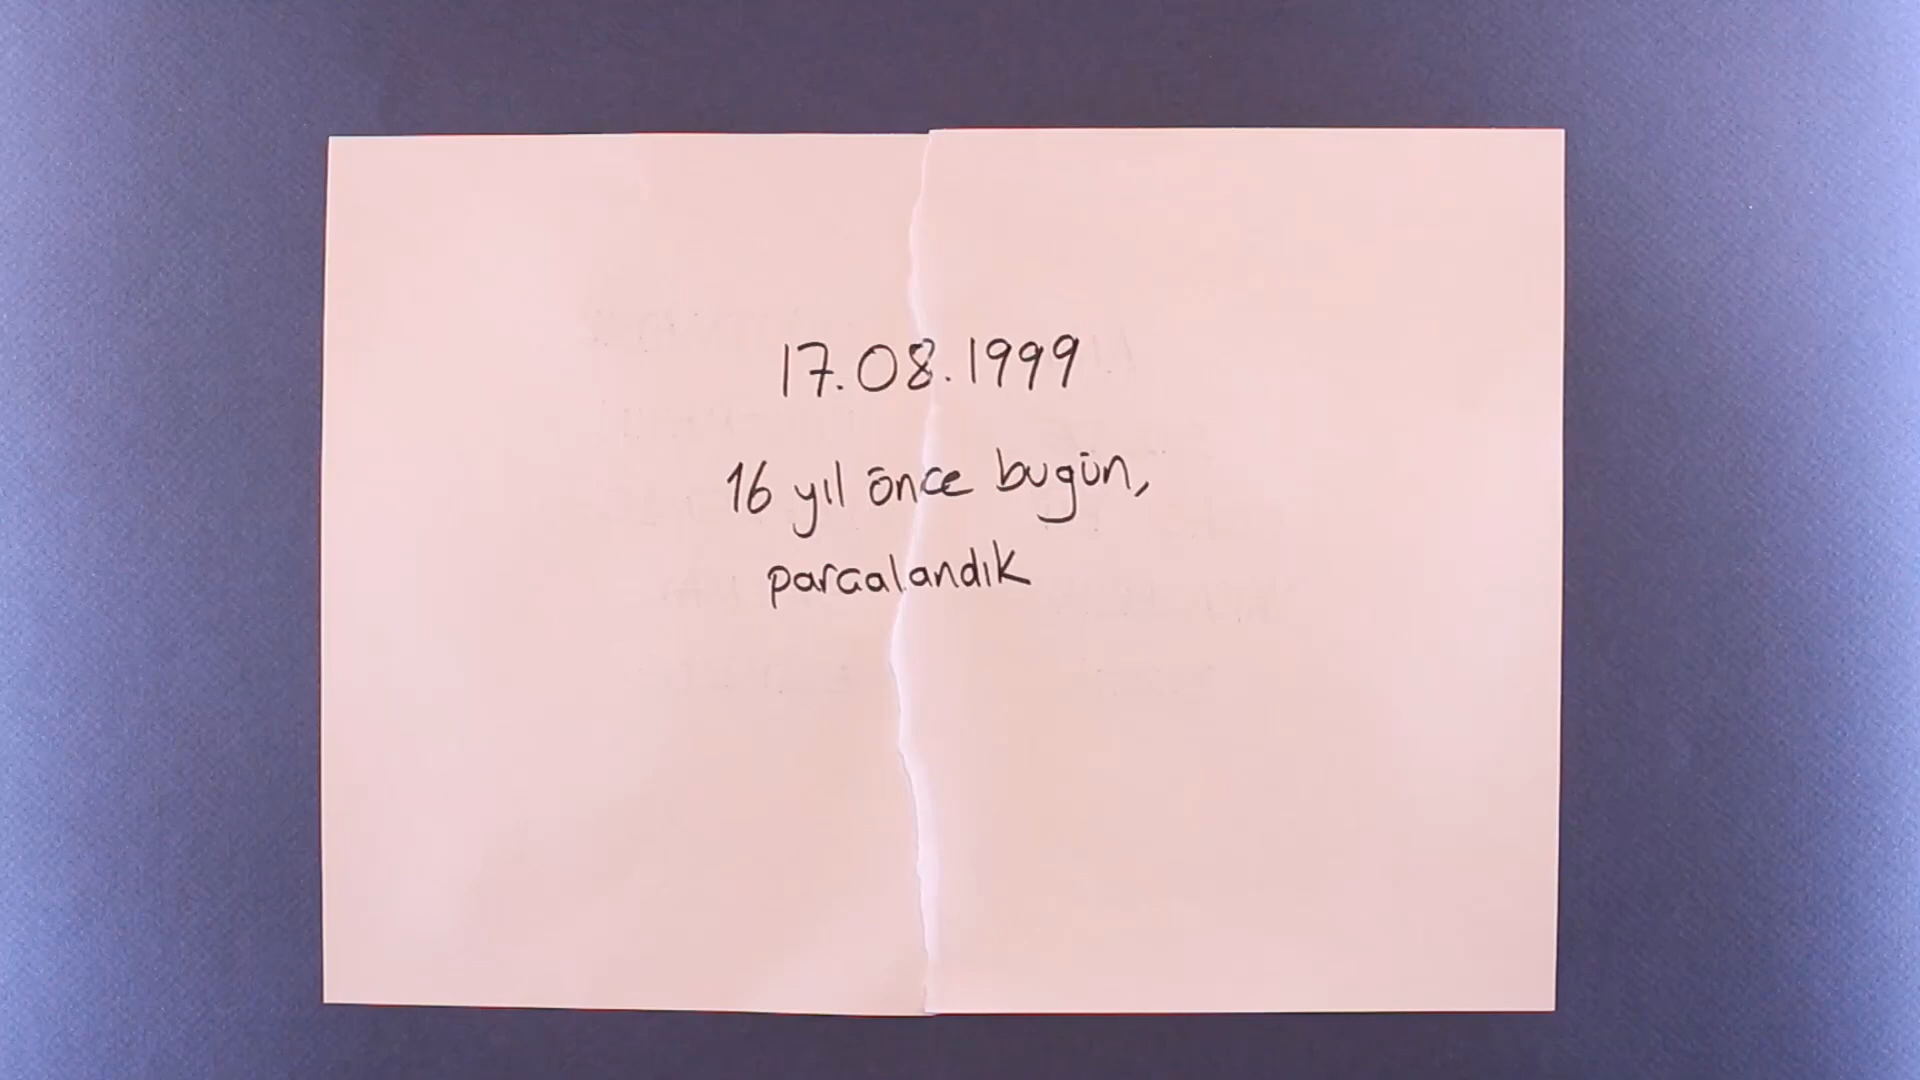 17.08.1999
16 yıl önce bugün,
parcalandık